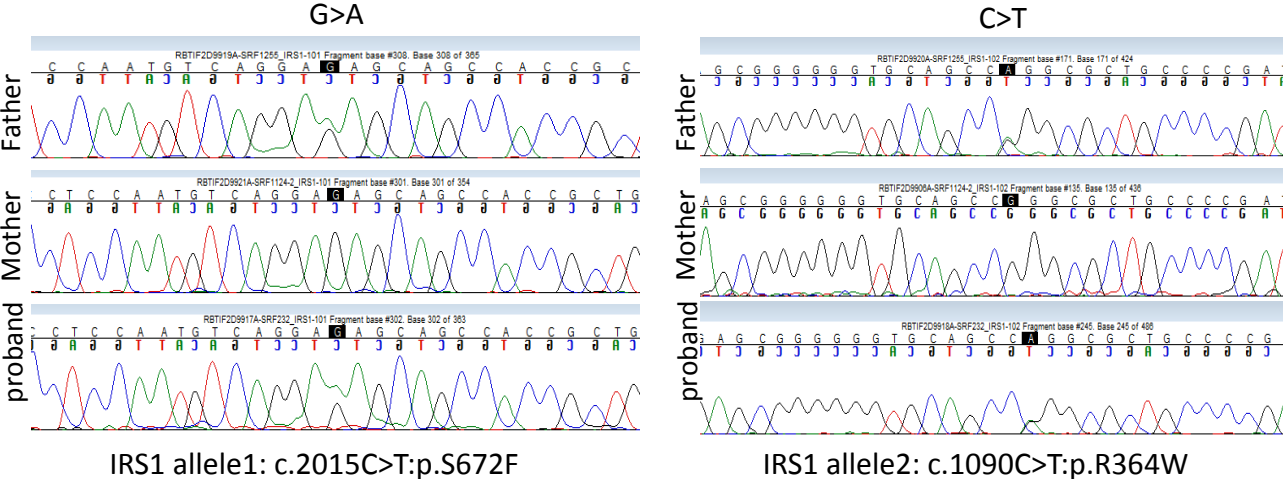 G>A
C>T
Father
RBTIF2D9919A-SRF1255_IRS1-101 Fragment base #308. Base 308 of 365
C C A A T G T C A G G A G A G C A G C C A C C G C
G G T T A C A G T C C T C T C G T C G G T G G C G
Mother
RBTIF2D9921A-SRF1124-2_IRS1-101 Fragment base #301. Base 301 of 354
C T C C A A T G T C A G G A G A G C A G C C A C C G C T G
G A G G T T A C A G T C C T C T C G T C G G T G G C G A C
proband
RBTIF2D9917A-SRF232_IRS1-101 Fragment base #302. Base 302 of 363
C C T C C A A T G T C A G G A G A G C A G C C A C C G C T G
G G A G G T T A C A G T C C T C T C G T C G G T G G C G A C
IRS1 allele1: c.2015C>T:p.S672F
Father
RBTIF2D9920A-SRF1255_IRS1-102 Fragment base #171. Base 171 of 424
G C G G G G G G T G C A G C C A G G C G C T G C C C C G A T
C G C C C C C C A C G T C G G T C C G C G A C G G G G C T A
Mother
RBTIF2D9906A-SRF1124-2_IRS1-102 Fragment base #135. Base 135 of 436
A G C G G G G G G T G C A G C C G G G C G C T G C C C C G A T
A G C G G G G G G T G C A G C C G G G C G C T G C C C C G A T
proband
RBTIF2D9918A-SRF232_IRS1-102 Fragment base #245. Base 245 of 486
G A G C G G G G G G T G C A G C C A G G C G C T G C C C C G
C T C G C C C C C C A C G T C G G T C C G C G A C G G G G C
IRS1 allele2: c.1090C>T:p.R364W